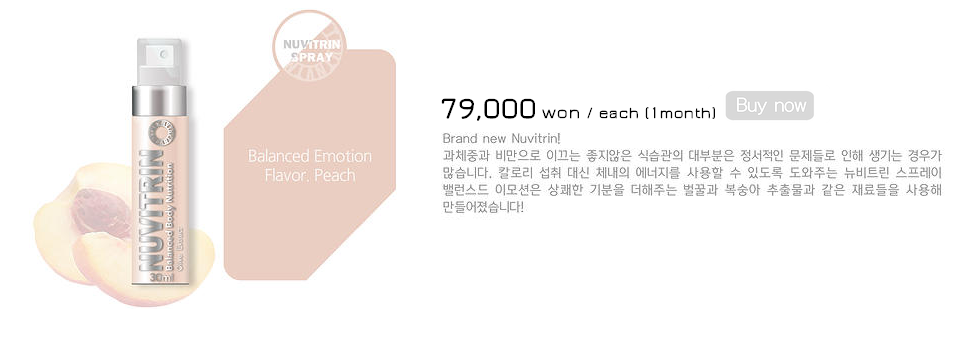 NUVITRIN
SPRAY
NUVITRIN
Balanced Body Nutrition
30ml
Balanced Emotion
Flavor. Peach
79,000 won / each (1month)
Buy now
Brand new Nuvitrin!
과체중과 비만으로 이끄는 좋지않은 식습관의 대부분은 정서적인 문제들로 인해 생기는 경우가
많습니다. 칼로리 섭취 대신 체내의 에너지를 사용할 수 있도록 도와주는 뉴비트린 스프레이
밸런스드 이모션은 상쾌한 기분을 더해주는 벌꿀과 복숭아 추출물과 같은 재료들을 사용해
만들어졌습니다!